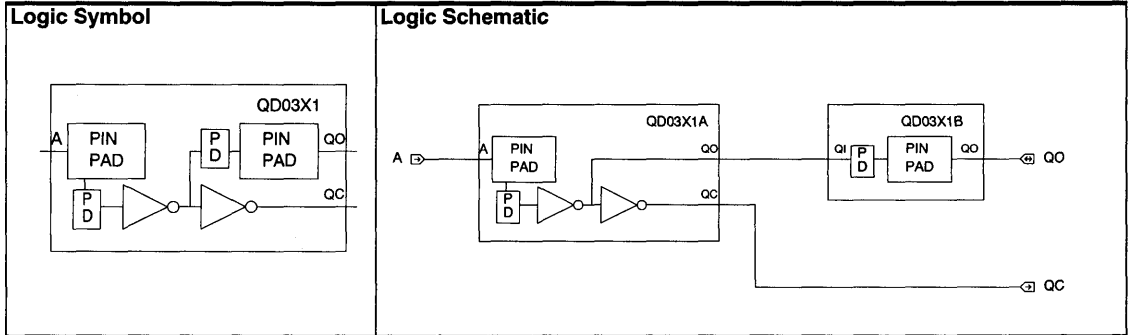 Logic Symbol
QD03X1
A
PIN
PAD
P
D
PIN
PAD
QO
QC
P
D
Logic Schematic
QD03X1A
A
A
PIN
PAD
QO
QC
P
D
QD03X1B
QI
P
D
PIN
PAD
QO
QO
QC